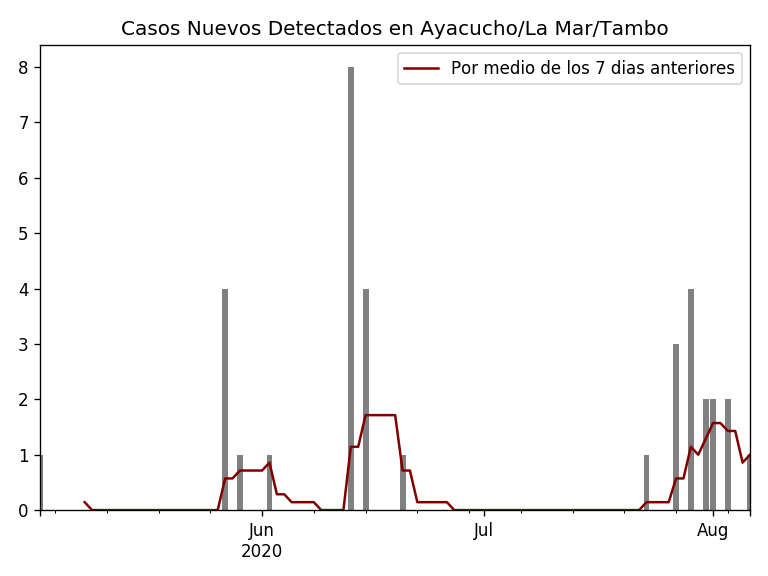 Casos Nuevos Detectados en Ayacucho/La Mar/Tambo
Por medio de los 7 dias anteriores
8
7
6
5
4
3
2
1
0
Jun
2020
Jul
Aug